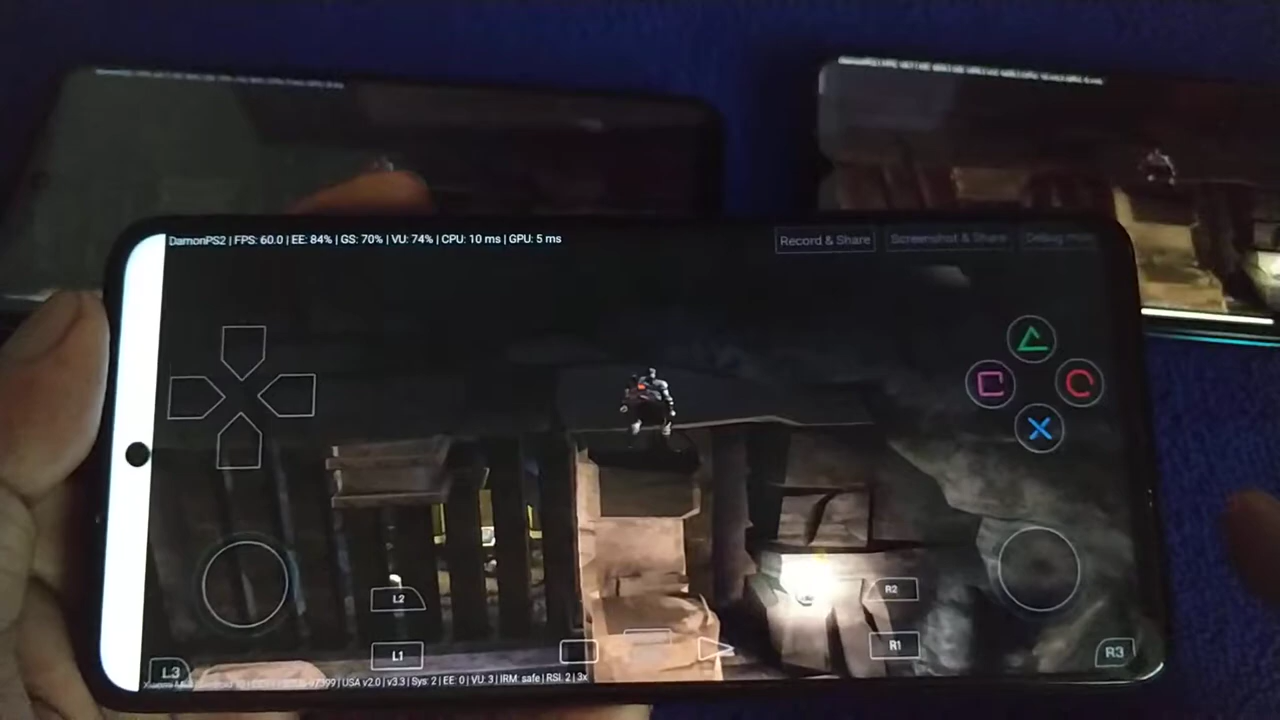 DamonPS2 | FPS: 60.0 | EE: 84% | GS: 70% | VU: 74% | CPU: 10 ms | GPU: 5 ms
Record & Share
Screenshot & Share
L2
R2
L1
R1
L3
R3
| USA v2.0 | v3.3 | Sys: 2 | EE: 0 | VU: 3 | IRM: safe | RSI: 2 | 3x